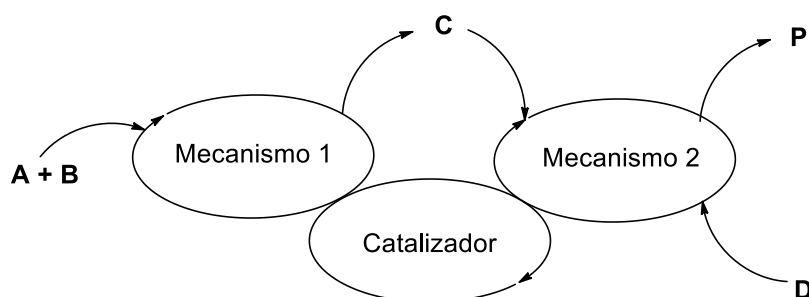 C
P
Mecanismo 1
Mecanismo 2
A + B
Catalizador
D